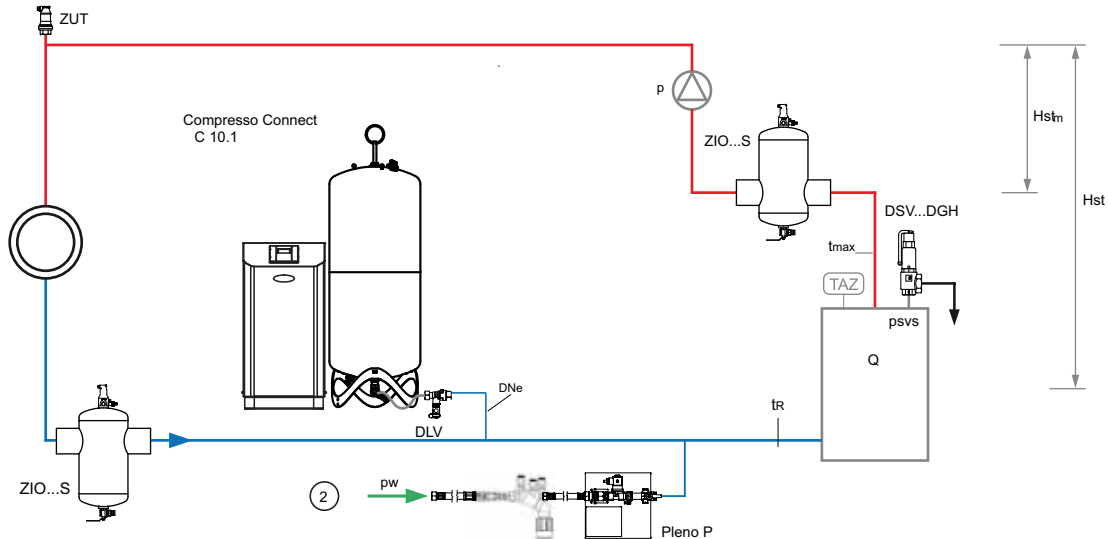 ZUT
Compresso Connect
C 10.1
p
ZIO...S
Hstm
Hst
DSV...DGH
tmax
TAZ
psvs
Q
DNe
DLV
tR
ZIO...S
2
pw
Pleno P